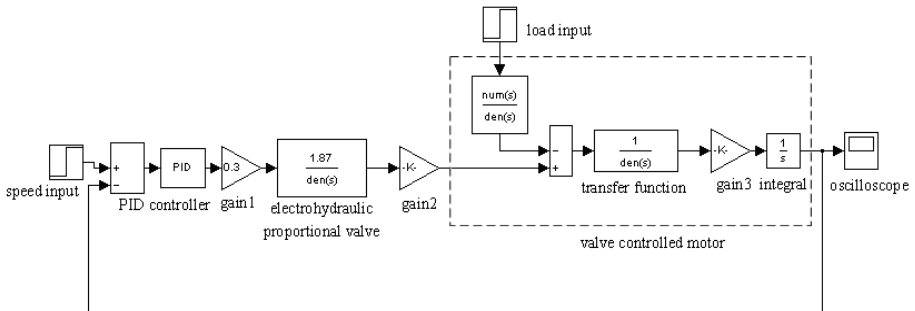 load input
num(s)
den(s)
speed input
+
−
PID
PID controller
0.3
gain1
1.87
den(s)
electrohydraulic
proportional valve
-K-
gain2
−
+
1
den(s)
transfer function
-K-
gain3
1
s
integral
oscilloscope
valve controlled motor